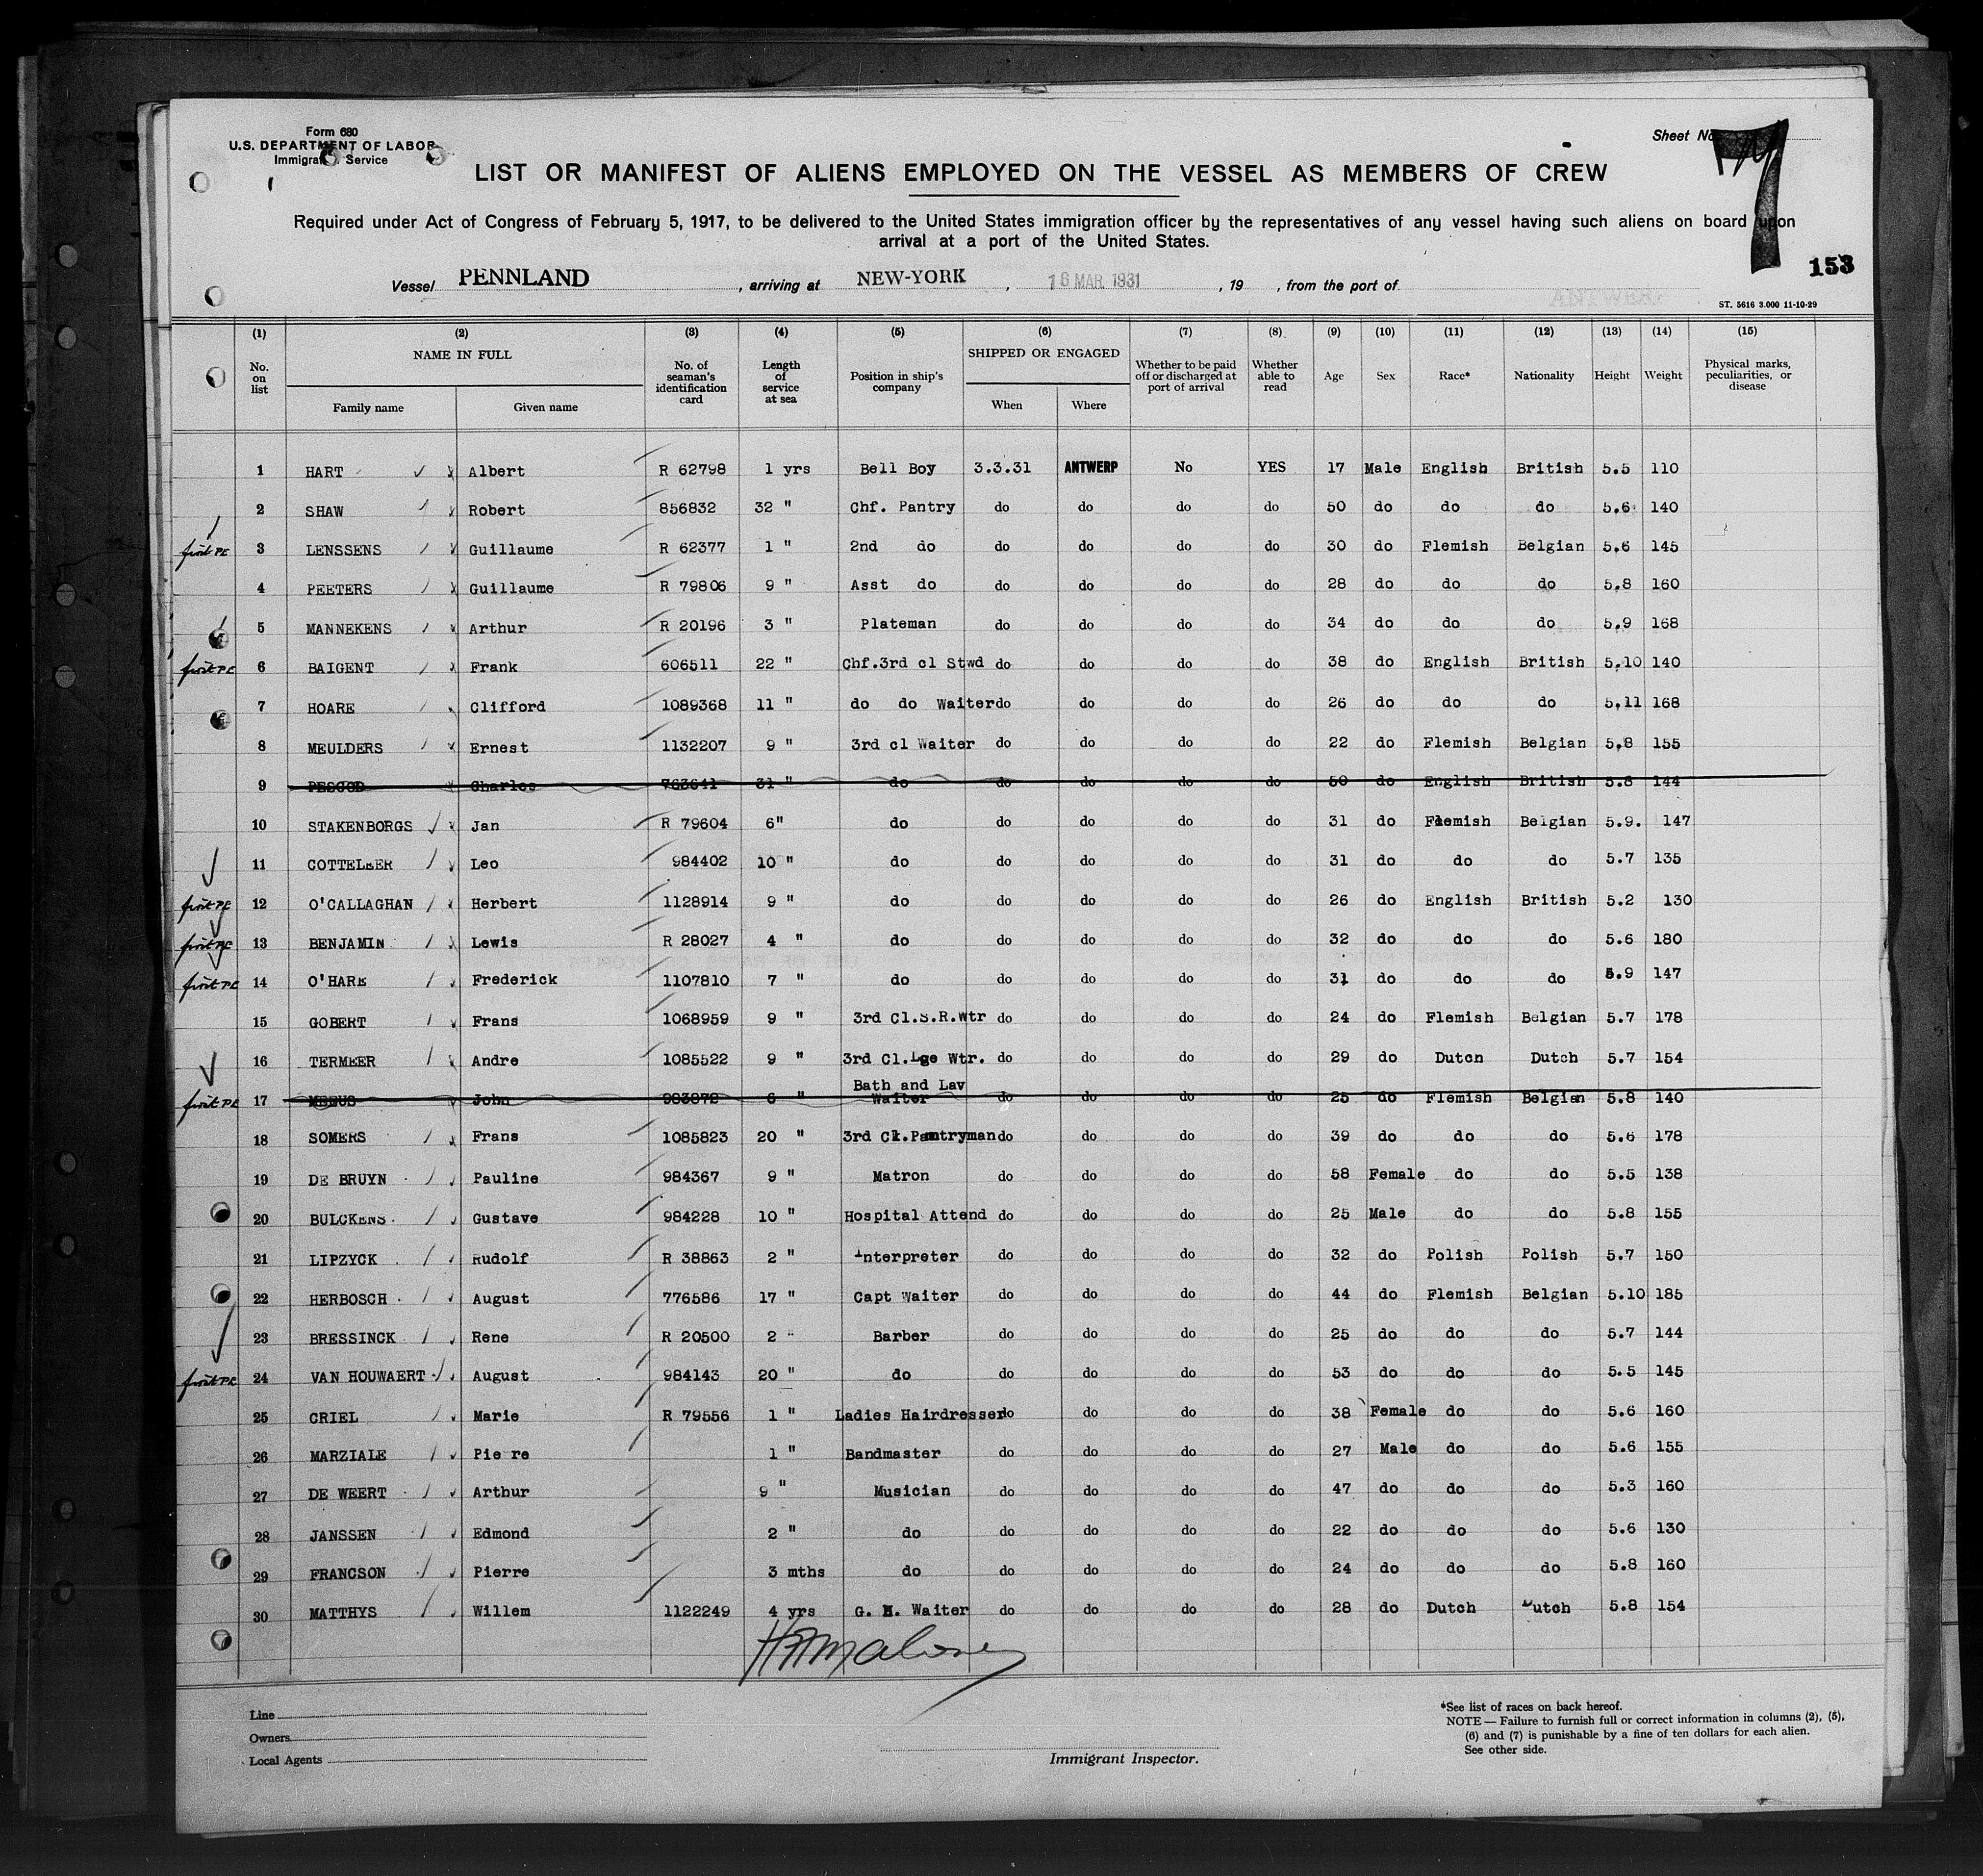 Form 680
U.S. DEPARTMENT OF LABOR
Immigration Service
Sheet No. 7
LIST OR MANIFEST OF ALIENS EMPLOYED ON THE VESSEL AS MEMBERS OF CREW
Required under Act of Congress of February 5, 1917, to be delivered to the United States immigration officer by the representatives of any vessel having such aliens on board upon
arrival at a port of the United States.
153
Vessel PENNLAND, arriving at NEW-YORK, 16 MAR. 1931, 19 , from the port of
ST. 5616 3.000 11-10-29
(1) (2) (3) (4) (5) (6) (7) (8) (9) (10) (11) (12) (13) (14) (15)
No. on list NAME IN FULL Family name Given name No. of seaman's identification card Length of service at sea Position in ship's company SHIPPED OR ENGAGED When Where Whether to be paid off or discharged at port of arrival Whether able to read Age Sex Race* Nationality Height Weight Physical marks, peculiarities, or disease
1 HART Albert R 62798 1 yrs Bell Boy 3.3.31 ANTWERP No YES 17 Male English British 5.5 110
2 SHAW Robert 856832 32 " Chf. Pantry do do do do 50 do do do 5.6 140
3 LENSSENS Guillaume R 62377 1 " 2nd do do do do do 30 do Flemish Belgian 5.6 145
4 PEETERS Guillaume R 79806 9 " Asst do do do do do 28 do do do 5.8 160
5 MANNEKENS Arthur R 20196 3 " Plateman do do do do 34 do do do 5.9 168
6 BAIGENT Frank 606511 22 " Chf.3rd cl Stwd do do do do 38 do English British 5.10 140
7 HOARE Clifford 1089368 11 " do do Waiter do do do do 26 do do do 5.11 168
8 MEULDERS Ernest 1132207 9 " 3rd cl Waiter do do do do 22 do Flemish Belgian 5.8 155
9 PESCOD Charles 763641 31 " do do do do do 50 do English British 5.8 144
10 STAKENBORGS Jan R 79604 6" do do do do do 31 do Flemish Belgian 5.9. 147
11 COTTELEER Leo 984402 10 " do do do do do 31 do do do 5.7 135
first PE 12 O'CALLAGHAN Herbert 1128914 9 " do do do do do 26 do English British 5.2 130
13 BENJAMIN Lewis R 28027 4 " do do do do do 32 do do do 5.6 180
14 O'HARE Frederick 1107810 7 " do do do do do 31 do do do 5.9 147
15 GOBERT Frans 1068959 9 " 3rd Cl.S.R.Wtr do do do do 24 do Flemish Belgian 5.7 178
16 TERMEER Andre 1085522 9 " 3rd Cl.Lge Wtr. do do do do 29 do Dutch Dutch 5.7 154
17 MEEUS John 983872 6 " Bath and Lav Waiter do do do do 25 do Flemish Belgian 5.8 140
18 SOMERS Frans 1085823 20 " 3rd Cl.Pantryman do do do do 39 do do do 5.6 178
19 DE BRUYN Pauline 984367 9 " Matron do do do do 58 Female do do 5.5 138
20 BULCKENS Gustave 984228 10 " Hospital Attend do do do do 25 Male do do 5.8 155
21 LIPZYCK Rudolf R 38863 2 " Interpreter do do do do 32 do Polish Polish 5.7 150
22 HERBOSCH August 776586 17 " Capt Waiter do do do do 44 do Flemish Belgian 5.10 185
23 BRESSINCK Rene R 20500 2 " Barber do do do do 25 do do do 5.7 144
24 VAN HOUWAERT August 984143 20 " do do do do do 53 do do do 5.5 145
25 CRIEL Marie R 79556 1 " Ladies Hairdresser do do do do 38 Female do do 5.6 160
26 MARZIALE Pie re 1 " Bandmaster do do do do 27 Male do do 5.6 155
27 DE WEERT Arthur 9 " Musician do do do do 47 do do do 5.3 160
28 JANSSEN Edmond 2 " do do do do do 22 do do do 5.6 130
29 FRANCSON Pierre 3 mths do do do do do 24 do do do 5.8 160
30 MATTHYS Willem 1122249 4 yrs G. H. Waiter do do do do 28 do Dutch Dutch 5.8 154
Line
Owners
Local Agents
Immigrant Inspector.
*See list of races on back hereof.
NOTE — Failure to furnish full or correct information in columns (2), (5),
(6) and (7) is punishable by a fine of ten dollars for each alien.
See other side.